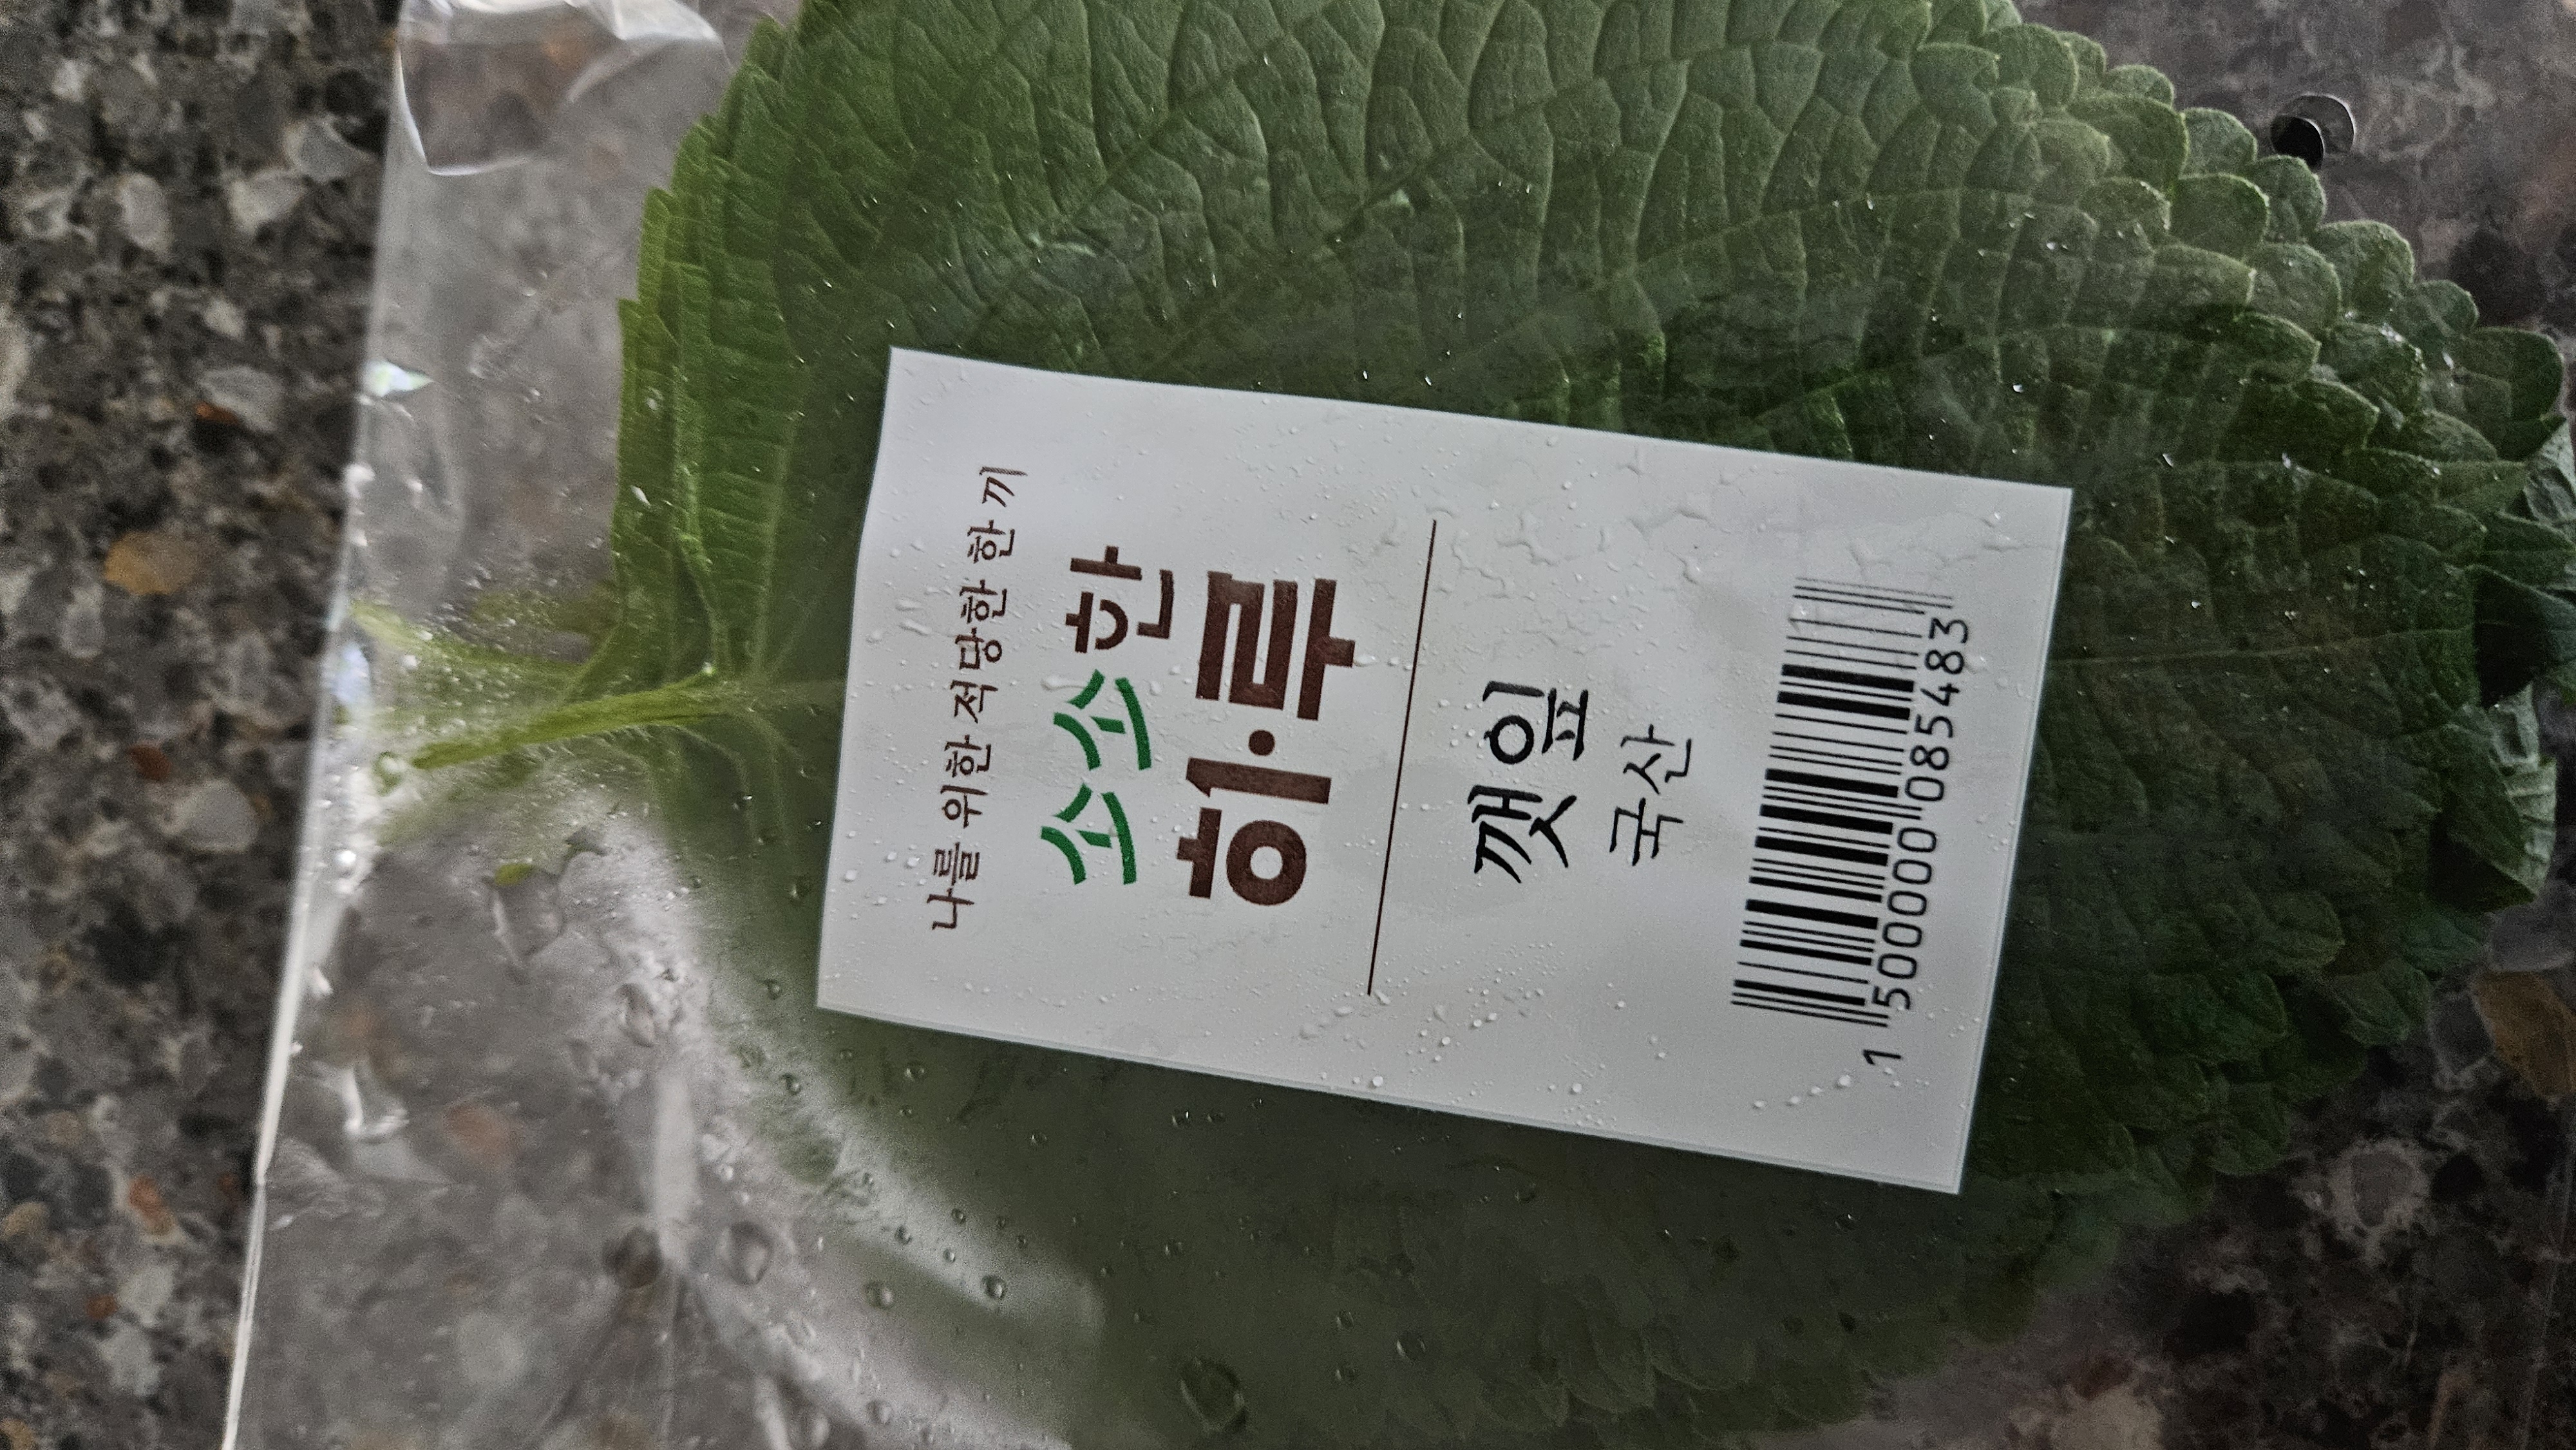 나를 위한 적당한 한 끼
소소한
하·루
깻잎
국산
1 500000 085483